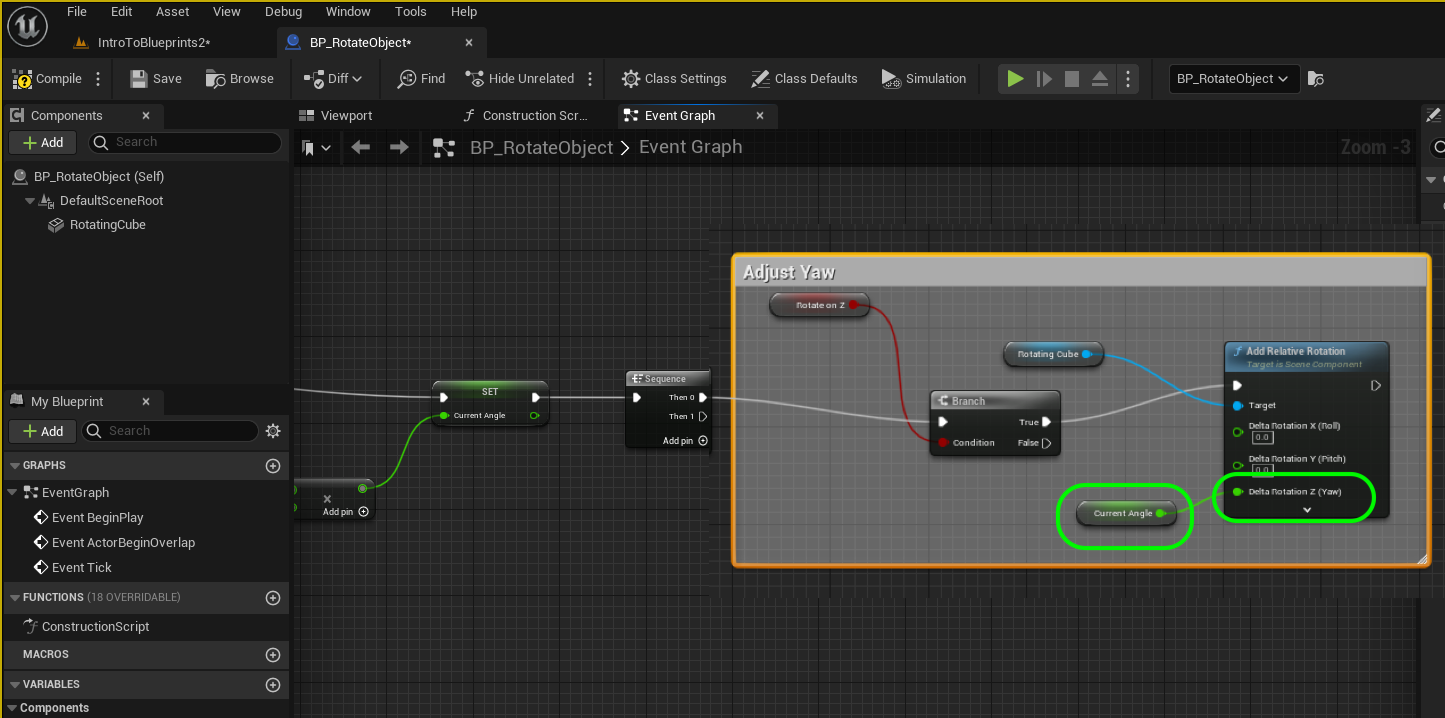 File Edit Asset View Debug Window Tools Help
IntroToBlueprints2*
BP_RotateObject*
Compile
Save
Browse
Diff
Find
Hide Unrelated
Class Settings
Class Defaults
Simulation
BP_RotateObject
Components
Viewport
Construction Scr...
Event Graph
Add
Search
BP_RotateObject > Event Graph
Zoom -3
BP_RotateObject (Self)
DefaultSceneRoot
RotatingCube
Adjust Yaw
Rotate on Z
Rotating Cube
Add Relative Rotation
Target is Scene Component
Target
Delta Rotation X (Roll)
0.0
Delta Rotation Y (Pitch)
0.0
Delta Rotation Z (Yaw)
SET
Current Angle
Sequence
Then 0
Then 1
Add pin
Branch
True
Condition
False
Current Angle
Add pin
My Blueprint
Add
Search
GRAPHS
EventGraph
Event BeginPlay
Event ActorBeginOverlap
Event Tick
FUNCTIONS (18 OVERRIDABLE)
ConstructionScript
MACROS
VARIABLES
Components